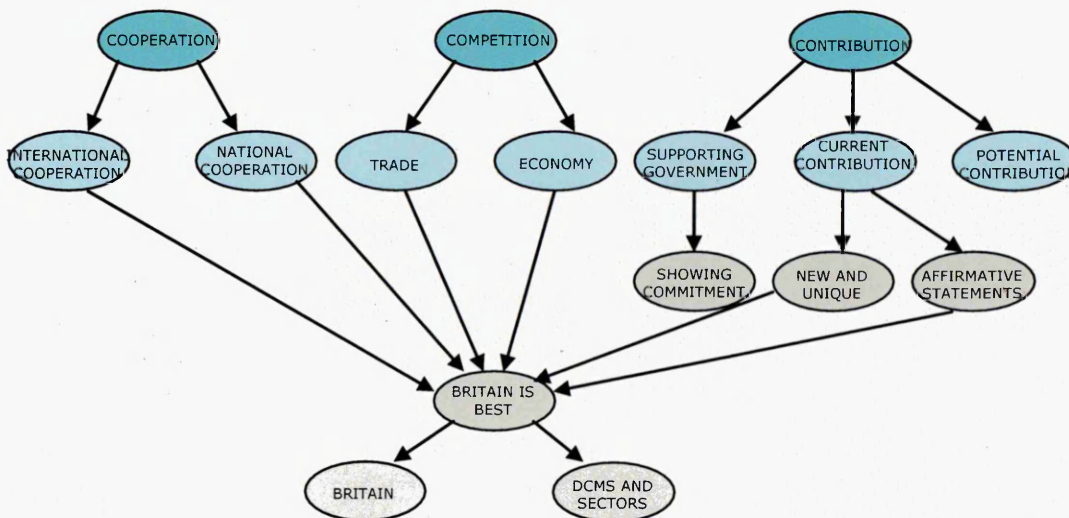 COOPERATION
COMPETITION
CONTRIBUTION
INTERNATIONAL
COOPERATION
NATIONAL
COOPERATION
TRADE
ECONOMY
SUPPORTING
GOVERNMENT
CURRENT
CONTRIBUTION
POTENTIAL
CONTRIBUTION
SHOWING
COMMITMENT
NEW AND
UNIQUE
AFFIRMATIVE
STATEMENTS
BRITAIN IS
BEST
BRITAIN
DCMS AND
SECTORS